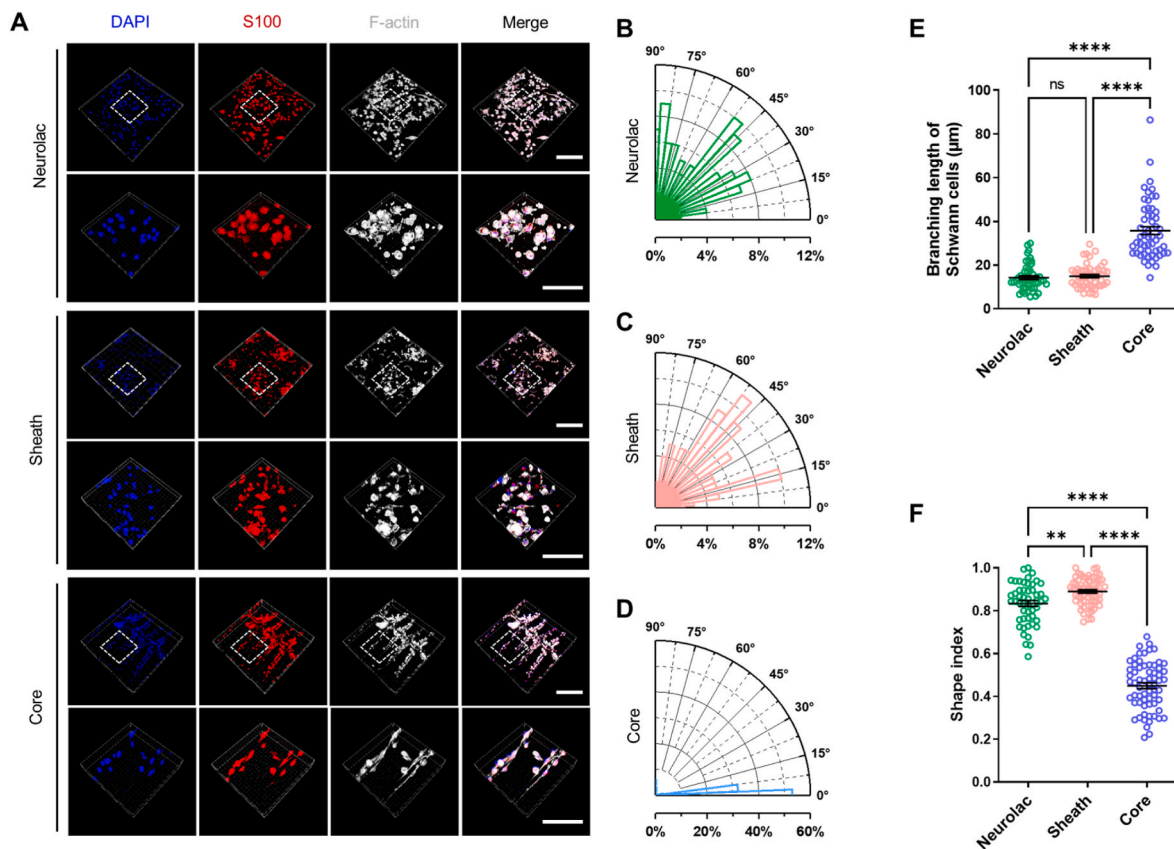 A
DAPI
S100
F-actin
Merge
Neurolac
Sheath
Core
B
90°
75°
60°
45°
30°
15°
0°
Neurolac
0%
4%
8%
12%
C
90°
75°
60°
45°
30°
15°
0°
Sheath
0%
4%
8%
12%
D
90°
75°
60°
45°
30°
15°
0°
Core
0%
20%
40%
60%
E
****
ns
****
Branching length of
Schwann cells (μm)
100
80
60
40
20
0
Neurolac
Sheath
Core
F
****
**
****
Shape index
1.0
0.8
0.6
0.4
0.2
0.0
Neurolac
Sheath
Core